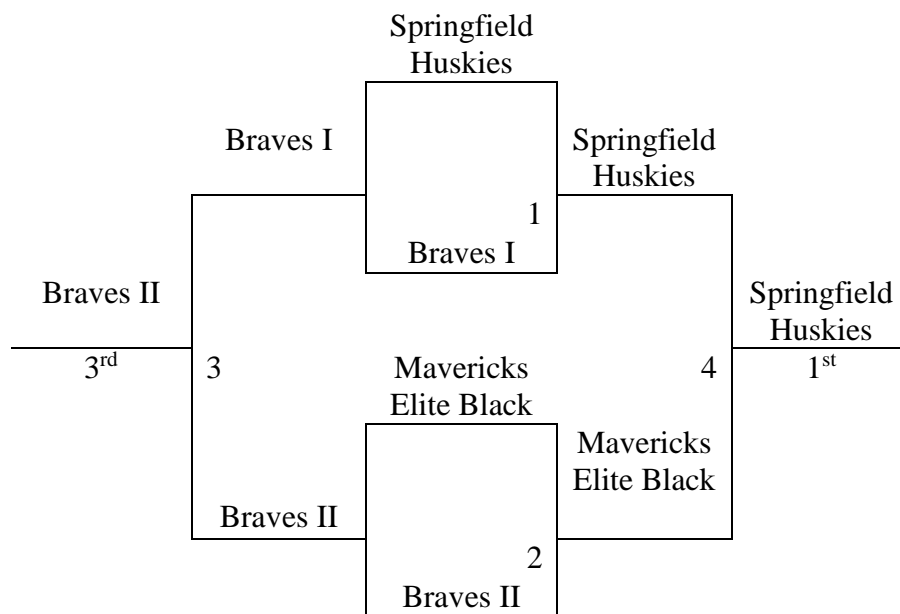 Springfield
Huskies
Braves I
Springfield
Huskies
1
Braves I
Braves II
Springfield
Huskies
3rd
3
Mavericks
Elite Black
4
1st
Mavericks
Elite Black
Braves II
2
Braves II